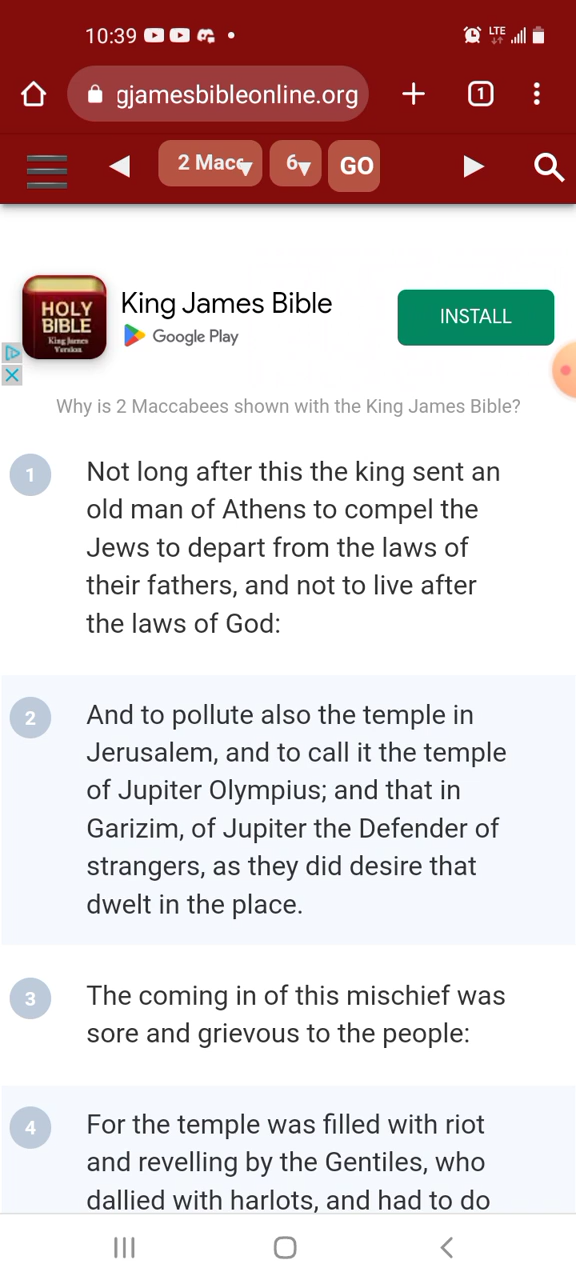 10:39
LTE
gjamesbibleonline.org
1
2 Macc
6
GO
HOLY
BIBLE
King James
Version
King James Bible
Google Play
INSTALL
Why is 2 Maccabees shown with the King James Bible?
1
Not long after this the king sent an
old man of Athens to compel the
Jews to depart from the laws of
their fathers, and not to live after
the laws of God:
2
And to pollute also the temple in
Jerusalem, and to call it the temple
of Jupiter Olympius; and that in
Garizim, of Jupiter the Defender of
strangers, as they did desire that
dwelt in the place.
3
The coming in of this mischief was
sore and grievous to the people:
4
For the temple was filled with riot
and revelling by the Gentiles, who
dallied with harlots, and had to do